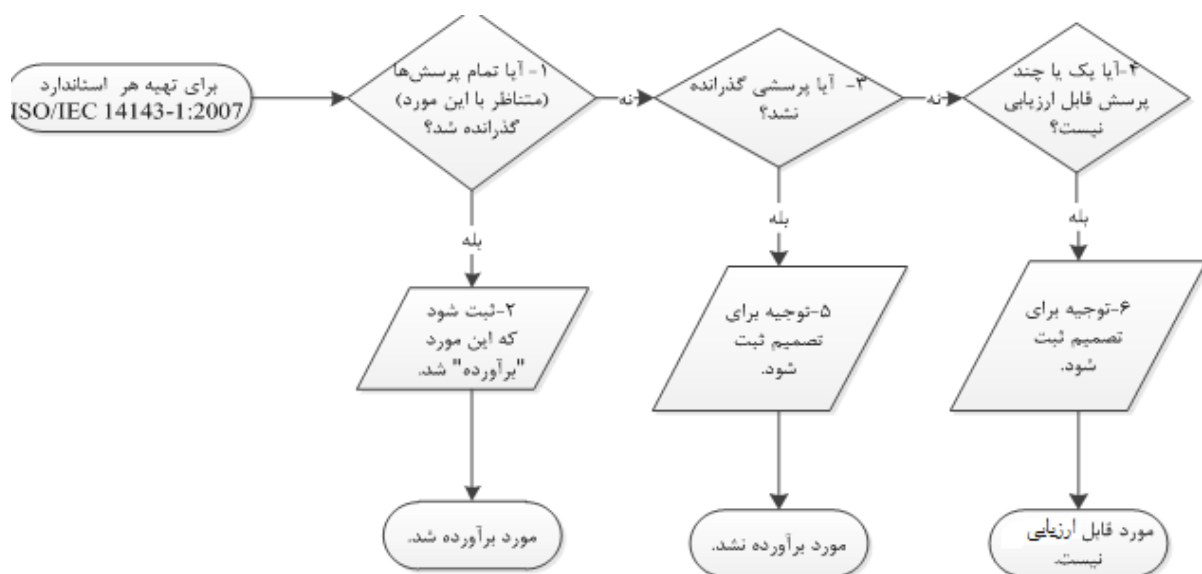 برای تهیه هر استاندارد
ISO/IEC 14143-1:2007
۱- آیا تمام پرسش‌ها
(متناظر با این مورد)
گذرانده شد؟
نه
۳- آیا پرسشی گذرانده
نشد؟
نه
۴-آیا یک یا چند
پرسش قابل ارزیابی
نیست؟
بله
بله
بله
۲-ثبت شود
که این مورد
"برآورده" شد.
۵-توجیه برای
تصمیم ثبت
شود.
۶-توجیه برای
تصمیم ثبت
شود.
مورد برآورده شد.
مورد برآورده نشد.
مورد قابل ارزیابی
نیست.